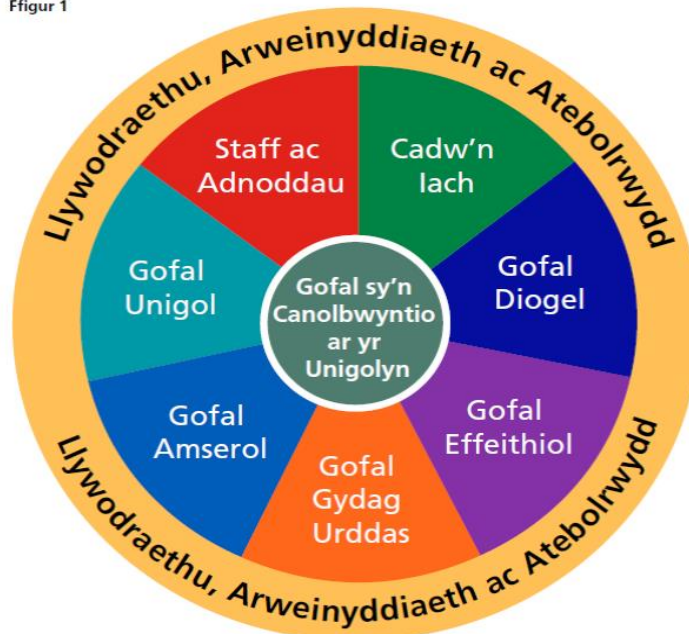 Ffigur 1
Llywodraethu, Arweinyddiaeth ac Atebolrwydd
Staff ac
Adnoddau
Cadw'n
Iach
Gofal
Unigol
Gofal sy'n
Canolbwyntio
ar yr
Unigolyn
Gofal
Diogel
Gofal
Amserol
Gofal
Effeithiol
Gofal
Gydag
Urddas
Llywodraethu, Arweinyddiaeth ac Atebolrwydd